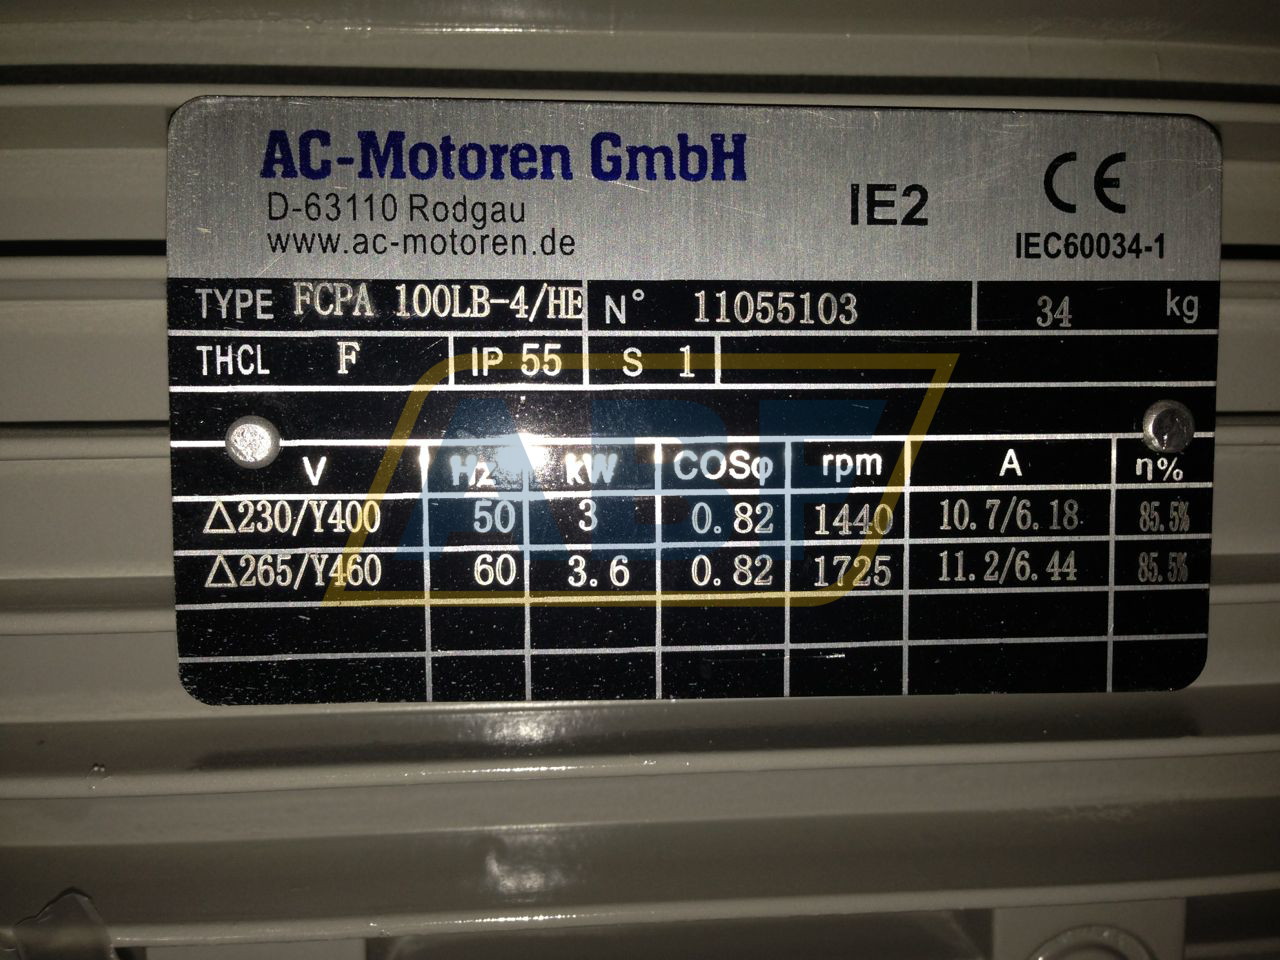 AC-Motoren GmbH
D-63110 Rodgau
www.ac-motoren.de
IE2
CE
IEC60034-1
TYPE FCPA 100LB-4/HE N° 11055103 34 kg
THCL F IP 55 S 1
V Hz kW COSφ rpm A η%
△230/Y400 50 3 0.82 1440 10.7/6.18 85.5%
△265/Y460 60 3.6 0.82 1725 11.2/6.44 85.5%
ABF